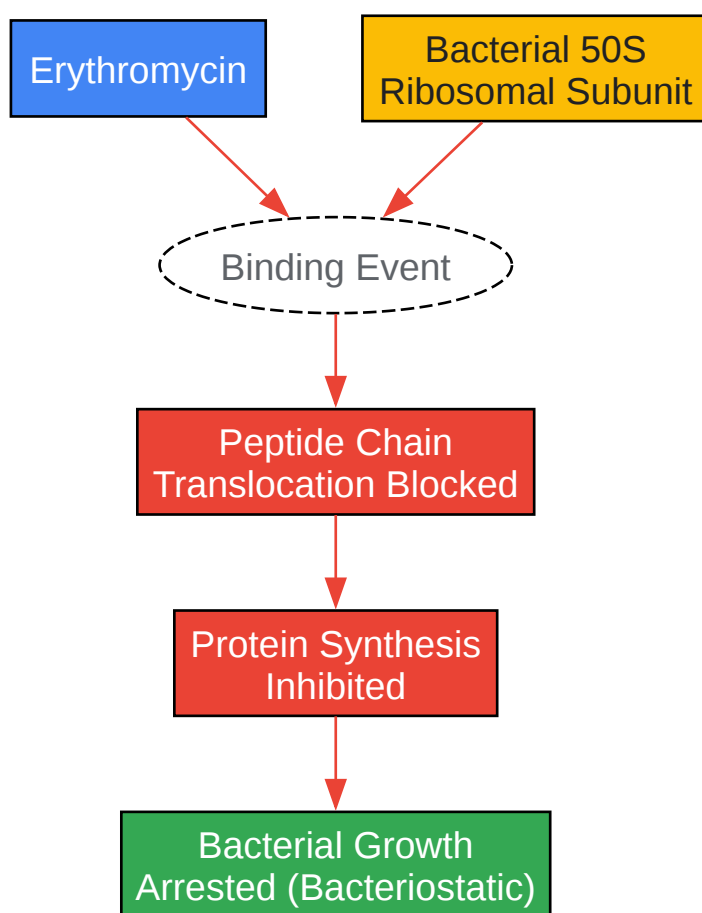 Erythromycin
Bacterial 50S
Ribosomal Subunit
Binding Event
Peptide Chain
Translocation Blocked
Protein Synthesis
Inhibited
Bacterial Growth
Arrested (Bacteriostatic)